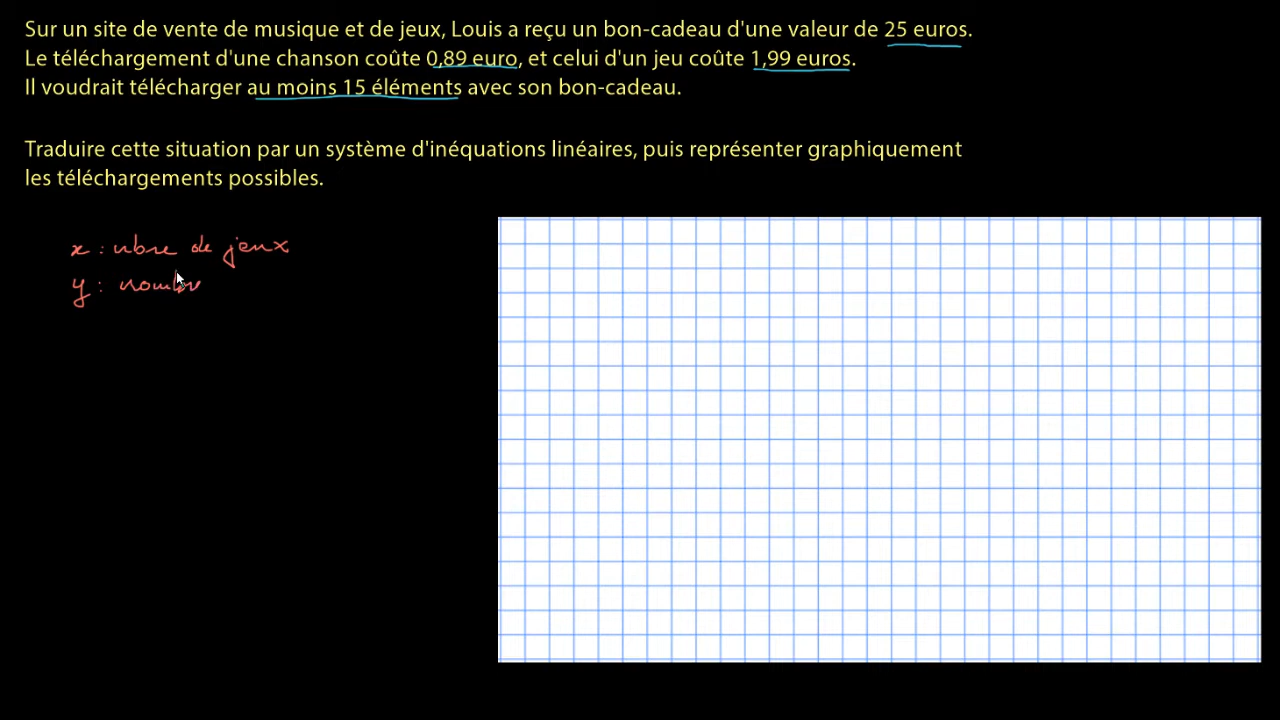 Sur un site de vente de musique et de jeux, Louis a reçu un bon-cadeau d'une valeur de 25 euros.
Le téléchargement d'une chanson coûte 0,89 euro, et celui d'un jeu coûte 1,99 euros.
Il voudrait télécharger au moins 15 éléments avec son bon-cadeau.
Traduire cette situation par un système d'inéquations linéaires, puis représenter graphiquement
les téléchargements possibles.
x : nbre de jeux
y : nombre